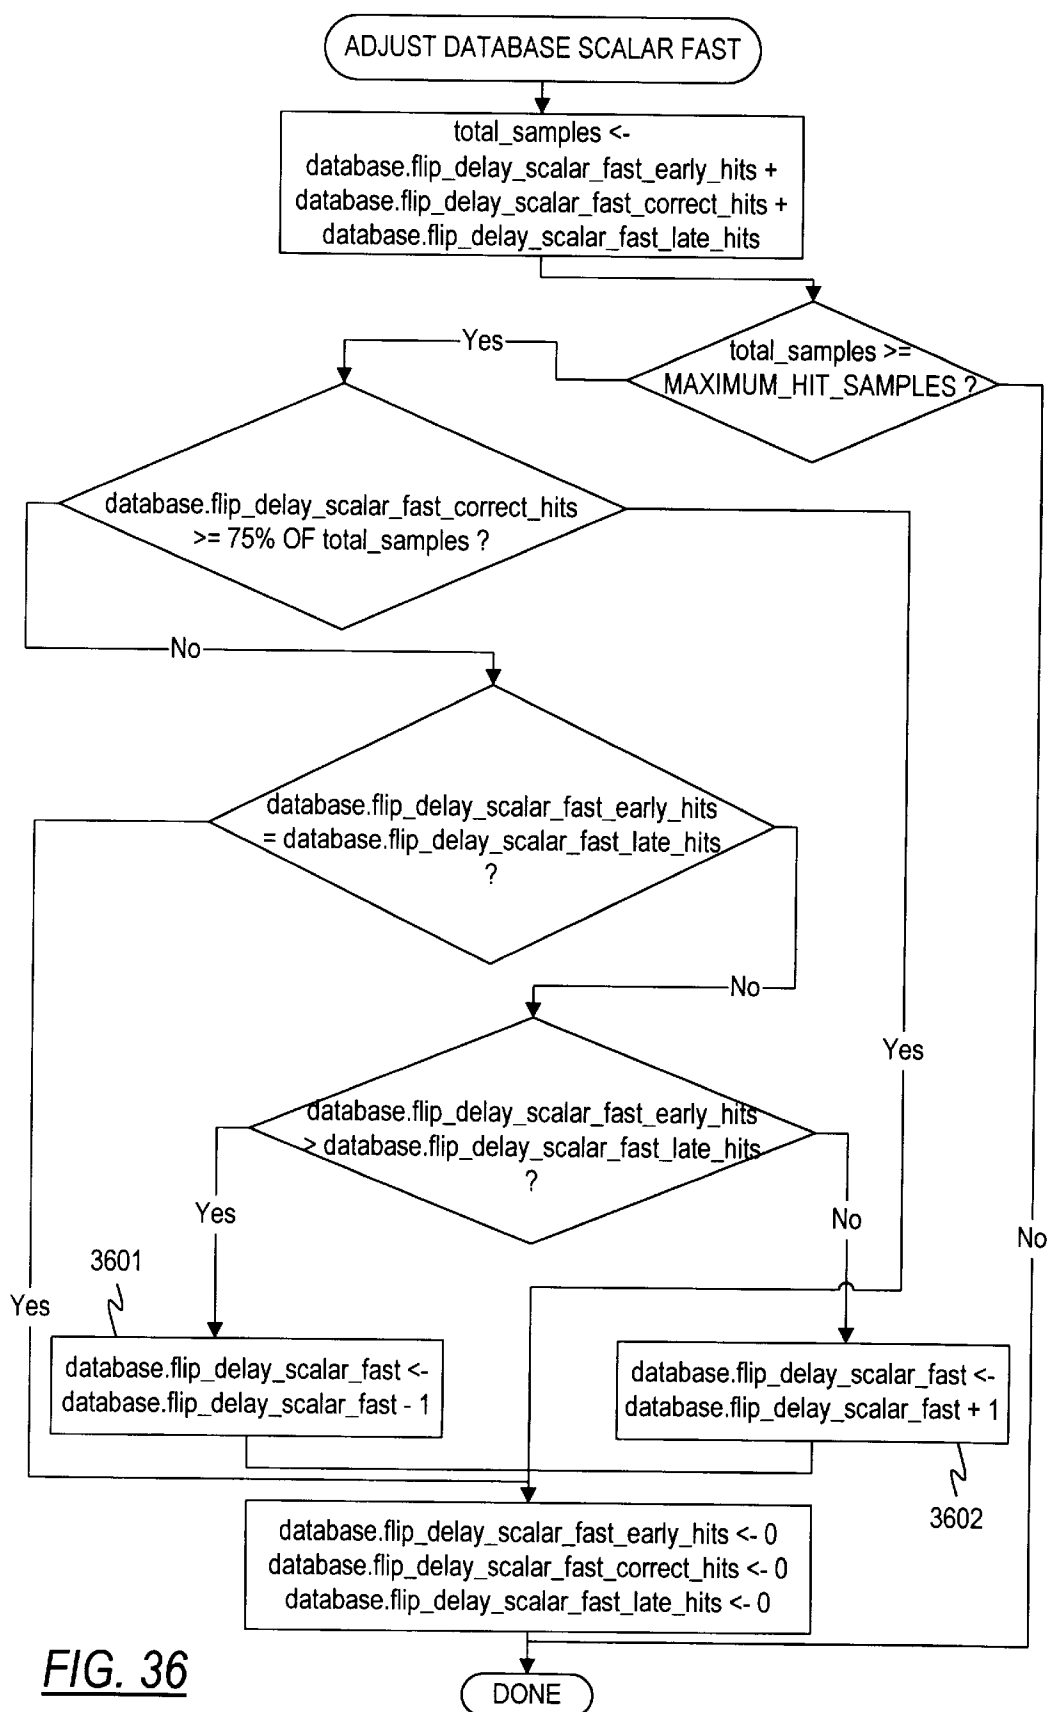 ADJUST DATABASE SCALAR FAST
total_samples <-
database.flip_delay_scalar_fast_early_hits +
database.flip_delay_scalar_fast_correct_hits +
database.flip_delay_scalar_fast_late_hits
Yes
total_samples >=
MAXIMUM_HIT_SAMPLES ?
database.flip_delay_scalar_fast_correct_hits
>= 75% OF total_samples ?
No
database.flip_delay_scalar_fast_early_hits
= database.flip_delay_scalar_fast_late_hits
?
No
Yes
database.flip_delay_scalar_fast_early_hits
> database.flip_delay_scalar_fast_late_hits
?
Yes
No
No
3601
Yes
database.flip_delay_scalar_fast <-
database.flip_delay_scalar_fast - 1
database.flip_delay_scalar_fast <-
database.flip_delay_scalar_fast + 1
3602
database.flip_delay_scalar_fast_early_hits <- 0
database.flip_delay_scalar_fast_correct_hits <- 0
database.flip_delay_scalar_fast_late_hits <- 0
FIG. 36
DONE